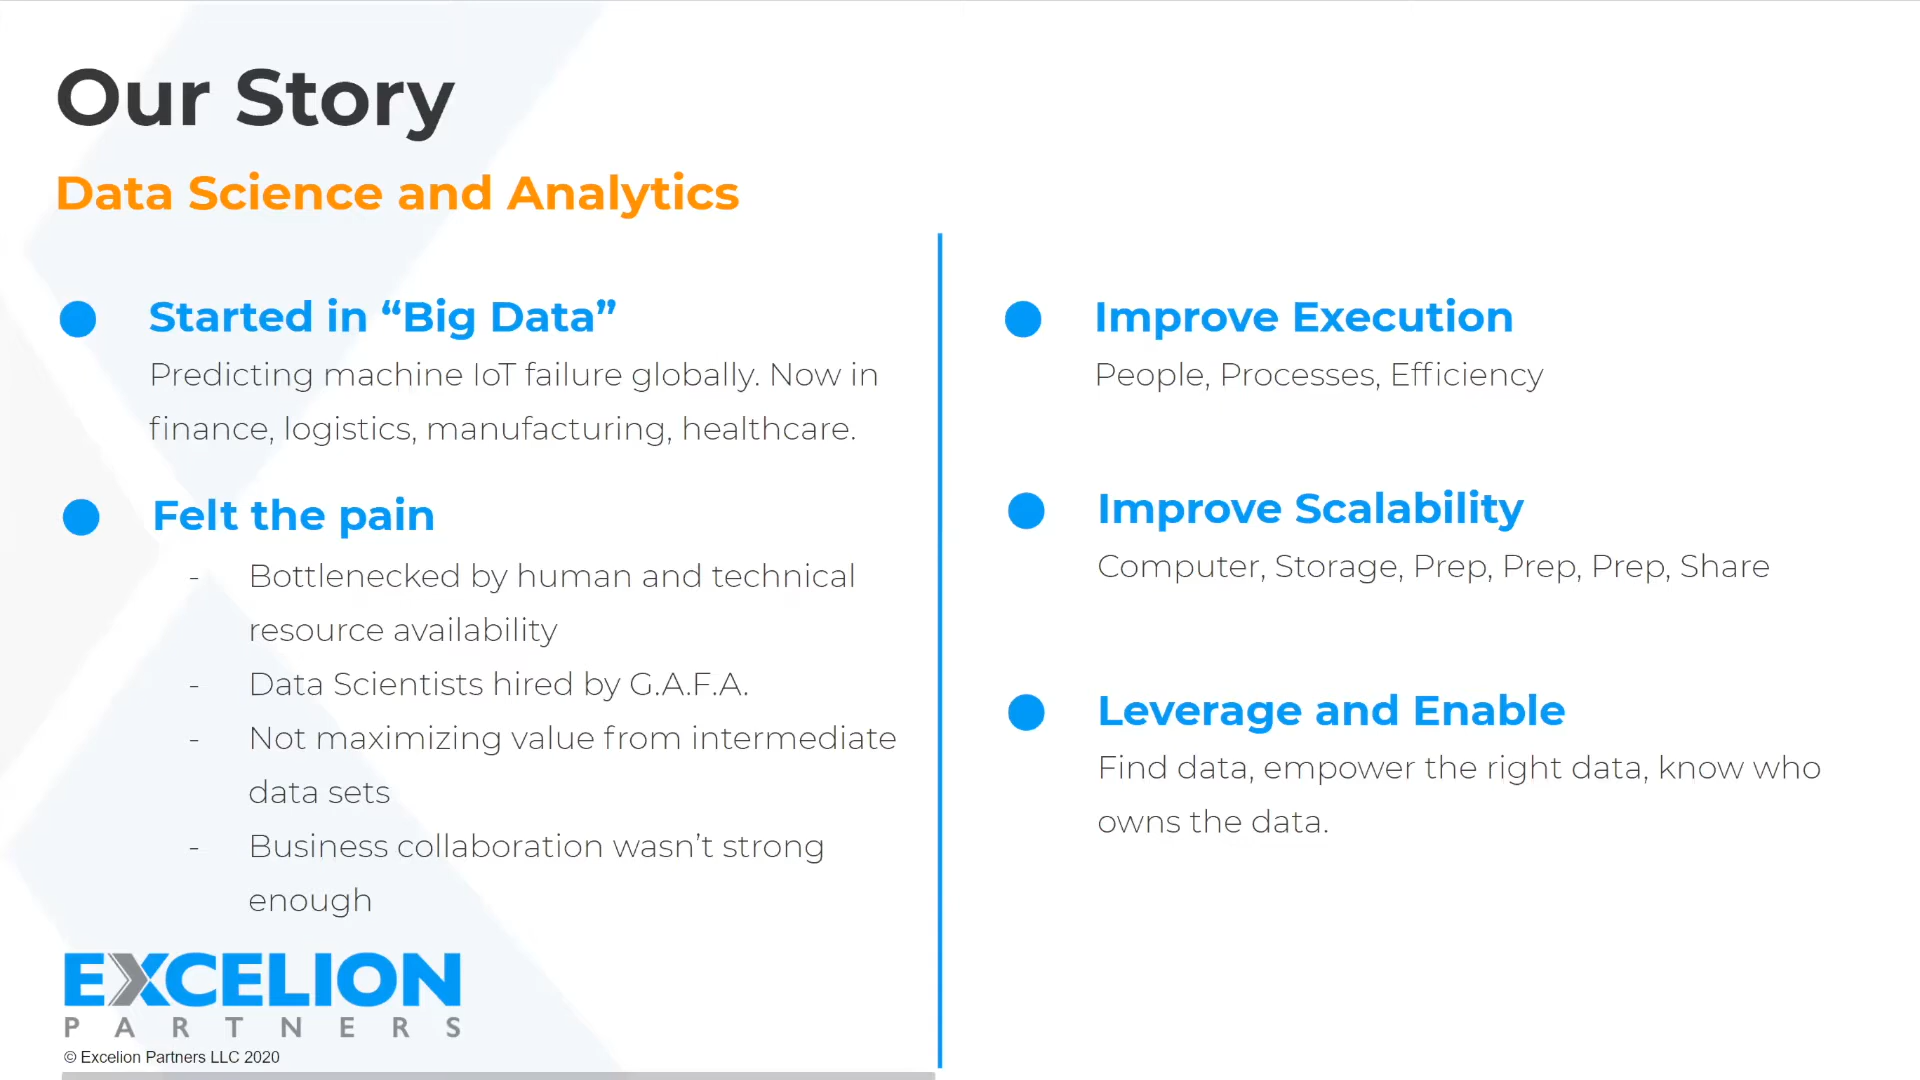 Our Story
Data Science and Analytics
Started in “Big Data”
Predicting machine IoT failure globally. Now in
finance, logistics, manufacturing, healthcare.
Felt the pain
- Bottlenecked by human and technical
resource availability
- Data Scientists hired by G.A.F.A.
- Not maximizing value from intermediate
data sets
- Business collaboration wasn’t strong
enough
Improve Execution
People, Processes, Efficiency
Improve Scalability
Computer, Storage, Prep, Prep, Prep, Share
Leverage and Enable
Find data, empower the right data, know who
owns the data.
EXCELION
PARTNERS
© Excelion Partners LLC 2020